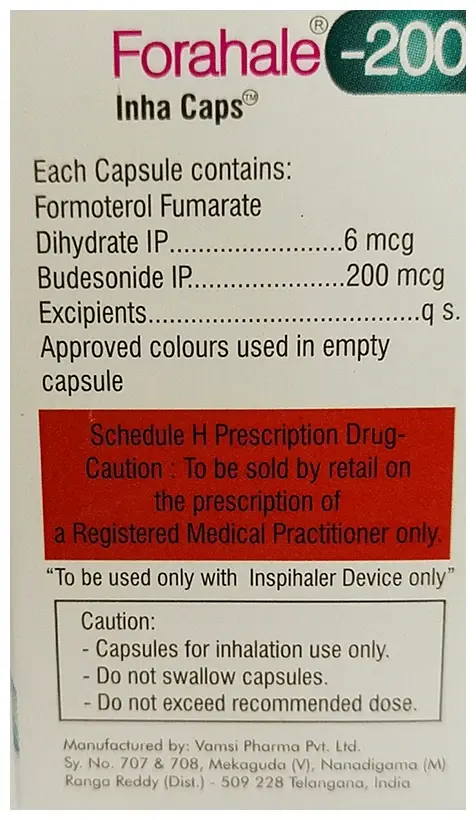 Forahale® -200
Inha Caps™
Each Capsule contains:
Formoterol Fumarate
Dihydrate IP........................6 mcg
Budesonide IP......................200 mcg
Excipients......................................q s.
Approved colours used in empty
capsule
Schedule H Prescription Drug-
Caution : To be sold by retail on
the prescription of
a Registered Medical Practitioner only.
“To be used only with Inspihaler Device only”
Caution:
- Capsules for inhalation use only.
- Do not swallow capsules.
- Do not exceed recommended dose.
Manufactured by: Vamsi Pharma Pvt. Ltd.
Sy. No. 707 & 708, Mekaguda (V), Nanadigama (M)
Ranga Reddy (Dist.) - 509 228 Telangana, India